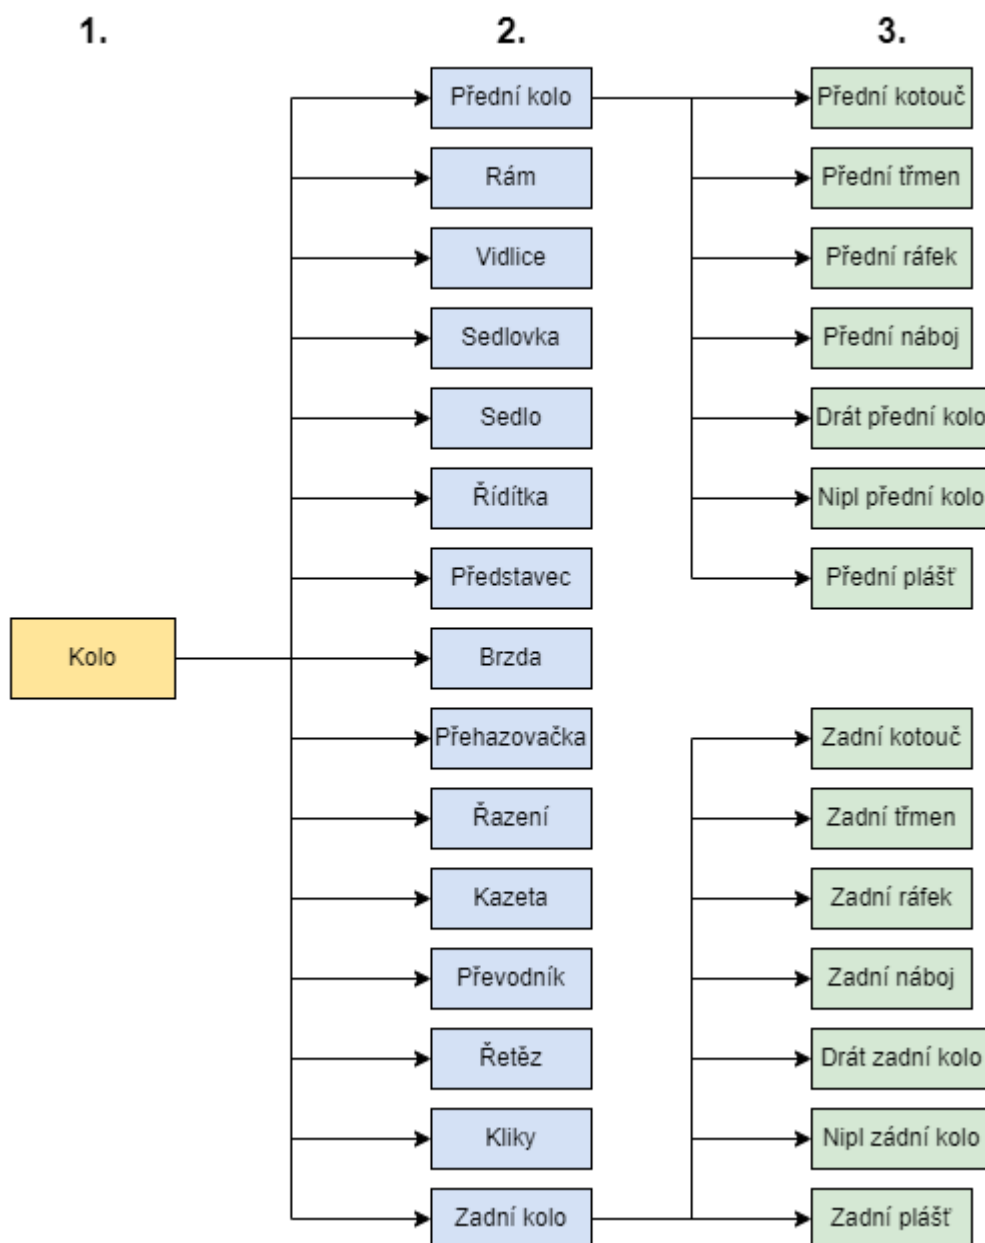 1. 2. 3.
Přední kolo Přední kotouč
Rám Přední třmen
Vidlice Přední ráfek
Sedlovka Přední náboj
Sedlo Drát přední kolo
Řídítka Nipl přední kolo
Představec Přední plášť
Kolo Brzda
Přehazovačka Zadní kotouč
Řazení Zadní třmen
Kazeta Zadní ráfek
Převodník Zadní náboj
Řetěz Drát zadní kolo
Kliky Nipl zádní kolo
Zadní kolo Zadní plášť